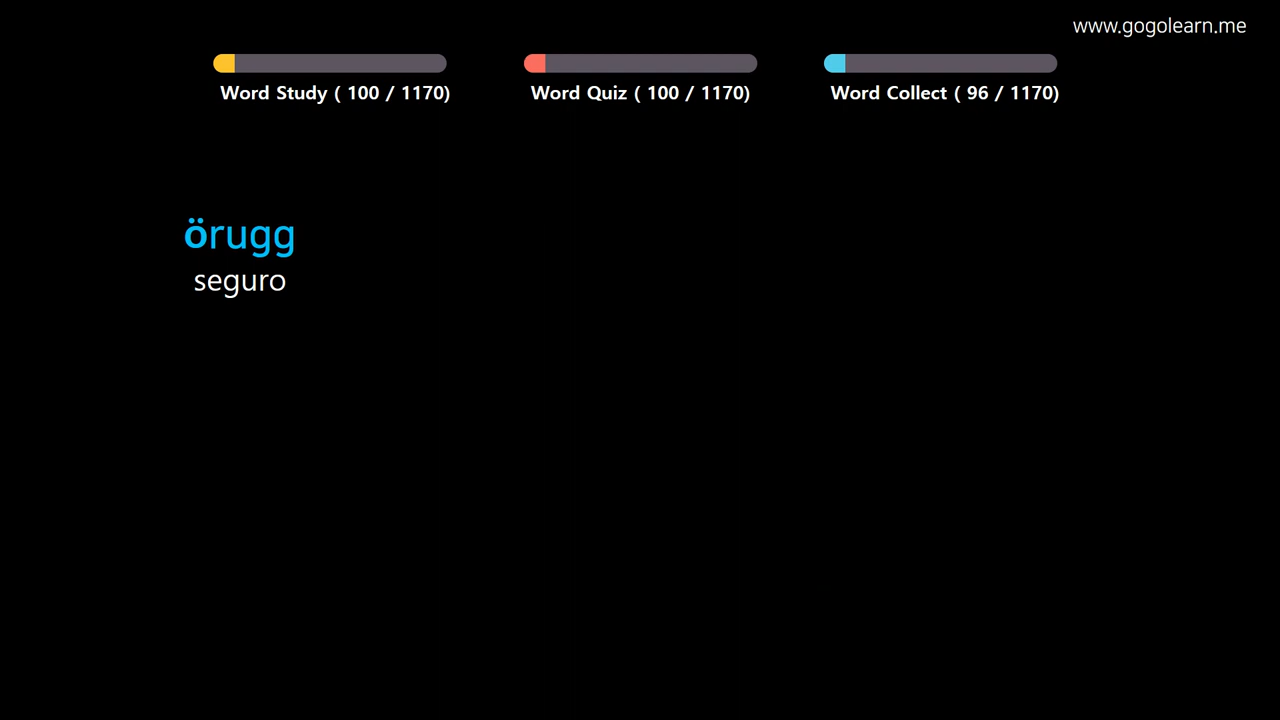 www.gogolearn.me
Word Study ( 100 / 1170)
Word Quiz ( 100 / 1170)
Word Collect ( 96 / 1170)
örugg
seguro